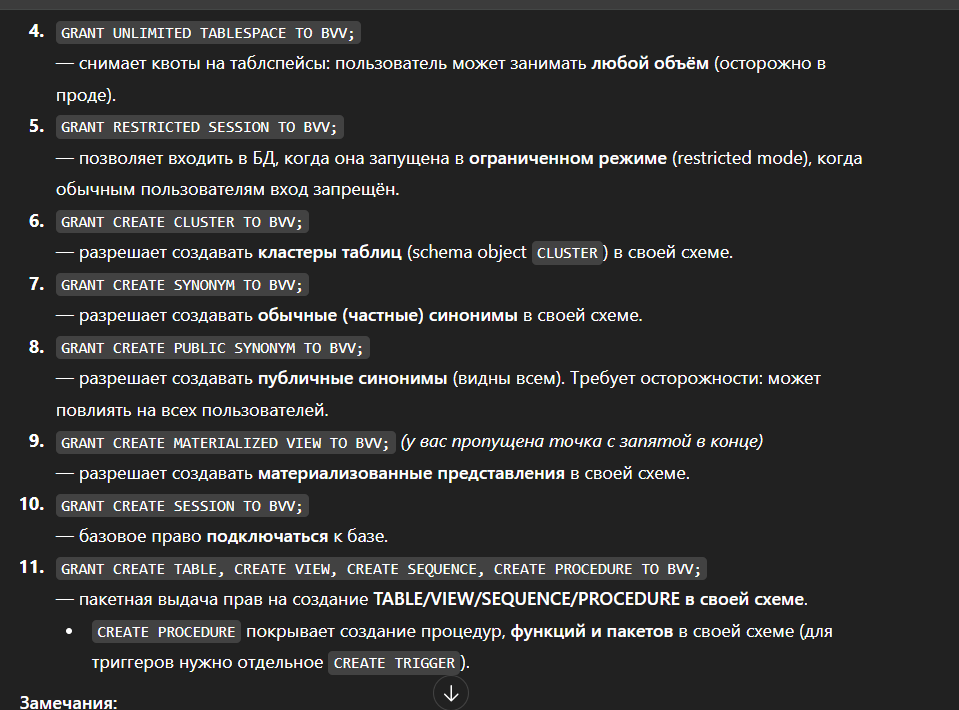 4. GRANT UNLIMITED TABLESPACE TO BVV;
— снимает квоты на таблспейсы: пользователь может занимать любой объём (осторожно в
проде).
5. GRANT RESTRICTED SESSION TO BVV;
— позволяет входить в БД, когда она запущена в ограниченном режиме (restricted mode), когда
обычным пользователям вход запрещён.
6. GRANT CREATE CLUSTER TO BVV;
— разрешает создавать кластеры таблиц (schema object CLUSTER) в своей схеме.
7. GRANT CREATE SYNONYM TO BVV;
— разрешает создавать обычные (частные) синонимы в своей схеме.
8. GRANT CREATE PUBLIC SYNONYM TO BVV;
— разрешает создавать публичные синонимы (видны всем). Требует осторожности: может
повлиять на всех пользователей.
9. GRANT CREATE MATERIALIZED VIEW TO BVV; (у вас пропущена точка с запятой в конце)
— разрешает создавать материализованные представления в своей схеме.
10. GRANT CREATE SESSION TO BVV;
— базовое право подключаться к базе.
11. GRANT CREATE TABLE, CREATE VIEW, CREATE SEQUENCE, CREATE PROCEDURE TO BVV;
— пакетная выдача прав на создание TABLE/VIEW/SEQUENCE/PROCEDURE в своей схеме.
• CREATE PROCEDURE покрывает создание процедур, функций и пакетов в своей схеме (для
триггеров нужно отдельное CREATE TRIGGER).
Замечания: